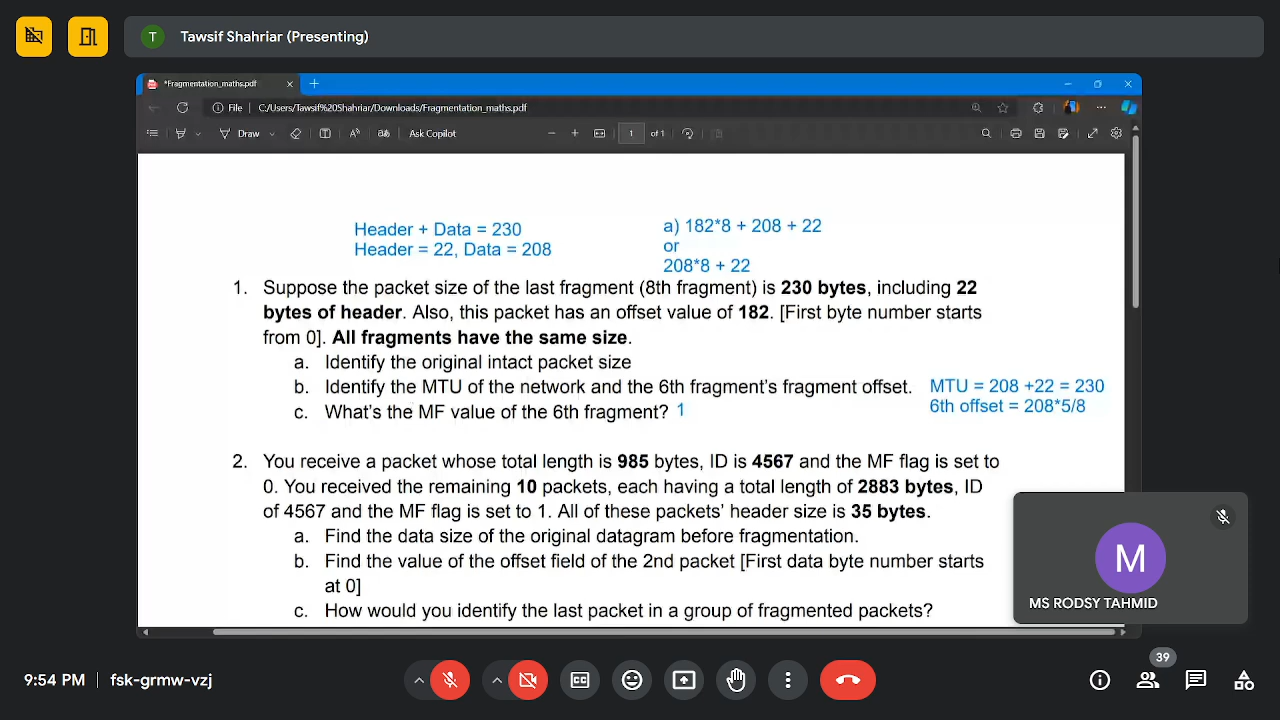 T Tawsif Shahriar (Presenting)
*Fragmentation_maths.pdf
File C:/Users/Tawsif%20Shahriar/Downloads/Fragmentation_maths.pdf
Draw Ask Copilot 1 of 1
Header + Data = 230
Header = 22, Data = 208
a) 182*8 + 208 + 22
or
208*8 + 22
1. Suppose the packet size of the last fragment (8th fragment) is 230 bytes, including 22
bytes of header. Also, this packet has an offset value of 182. [First byte number starts
from 0]. All fragments have the same size.
a. Identify the original intact packet size
b. Identify the MTU of the network and the 6th fragment's fragment offset.
MTU = 208 +22 = 230
6th offset = 208*5/8
c. What's the MF value of the 6th fragment? 1
2. You receive a packet whose total length is 985 bytes, ID is 4567 and the MF flag is set to
0. You received the remaining 10 packets, each having a total length of 2883 bytes, ID
of 4567 and the MF flag is set to 1. All of these packets' header size is 35 bytes.
a. Find the data size of the original datagram before fragmentation.
b. Find the value of the offset field of the 2nd packet [First data byte number starts
at 0]
c. How would you identify the last packet in a group of fragmented packets?
M
MS RODSY TAHMID
9:54 PM | fsk-grmw-vzj
39